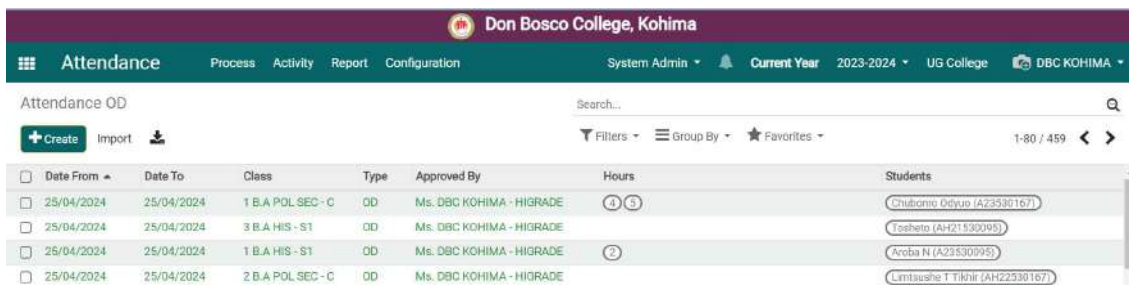 Don Bosco College, Kohima
Attendance Process Activity Report Configuration System Admin Current Year 2023-2024 UG College DBC KOHIMA
Attendance OD Search...
Create Import Filters Group By Favorites 1-80 / 459
Date From Date To Class Type Approved By Hours Students
25/04/2024 25/04/2024 1 B.A POL SEC - C OD Ms. DBC KOHIMA - HIGRADE 4 5 Chubonic Odyuo (A23530167)
25/04/2024 25/04/2024 3 B.A HIS - S1 OD Ms. DBC KOHIMA - HIGRADE Tosheto (AH21530095)
25/04/2024 25/04/2024 1 B.A HIS - S1 OD Ms. DBC KOHIMA - HIGRADE 2 Aroba N (A23530095)
25/04/2024 25/04/2024 2 B.A POL SEC - C OD Ms. DBC KOHIMA - HIGRADE Limtsushe T Tikhir (AH22530167)